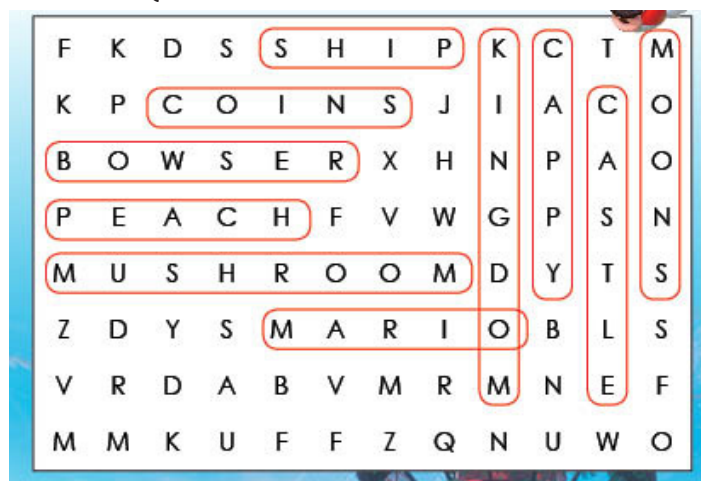 F K D S S H I P K C T M
K P C O I N S J I A C O
B O W S E R X H N P A O
P E A C H F V W G P S N
M U S H R O O M D Y T S
Z D Y S M A R I O B L S
V R D A B V M R M N E F
M M K U F F Z Q N U W O